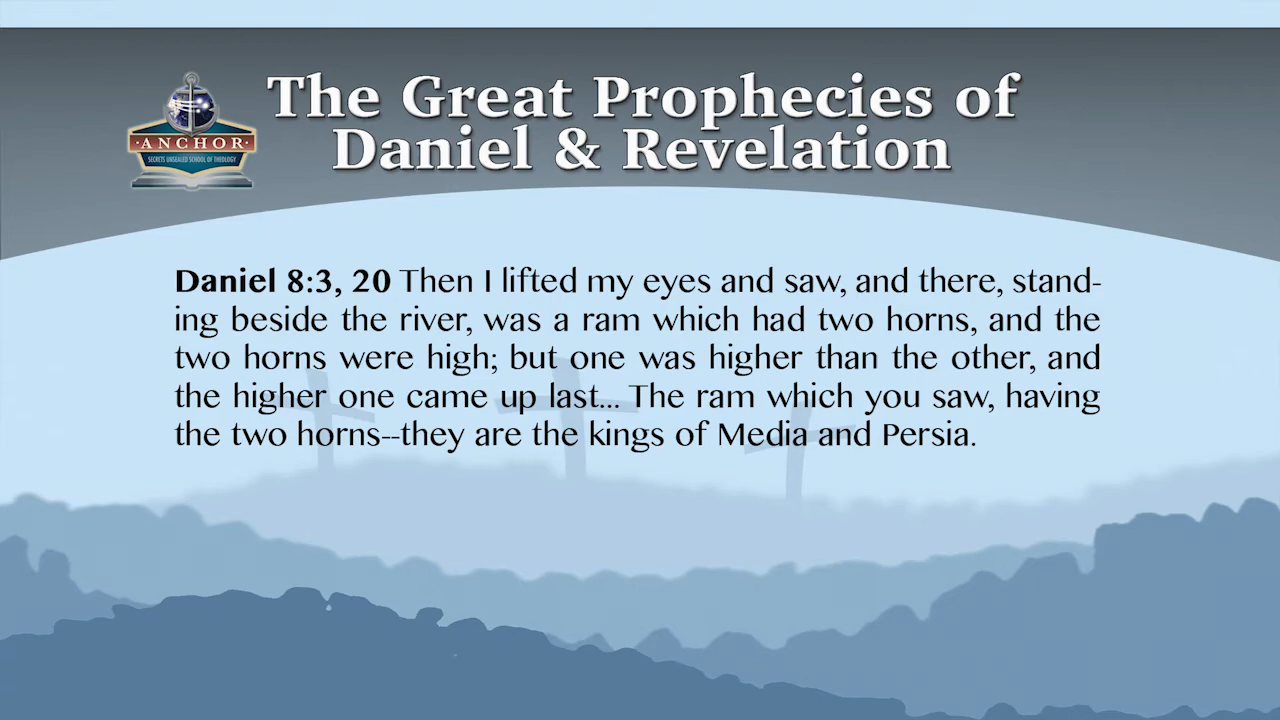 The Great Prophecies of
Daniel & Revelation
·ANCHOR·
SECRETS UNSEALED SCHOOL OF THEOLOGY
Daniel 8:3, 20 Then I lifted my eyes and saw, and there, stand-
ing beside the river, was a ram which had two horns, and the
two horns were high; but one was higher than the other, and
the higher one came up last... The ram which you saw, having
the two horns--they are the kings of Media and Persia.